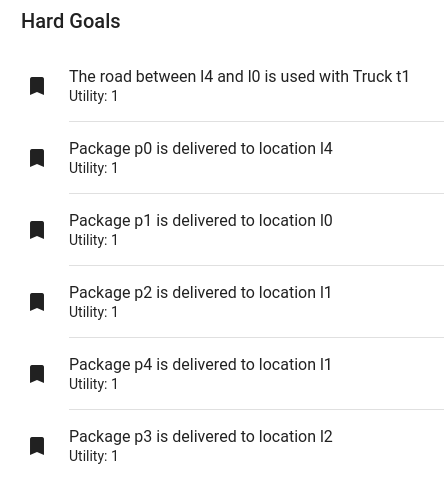 Hard Goals
The road between l4 and l0 is used with Truck t1
Utility: 1
Package p0 is delivered to location l4
Utility: 1
Package p1 is delivered to location l0
Utility: 1
Package p2 is delivered to location l1
Utility: 1
Package p4 is delivered to location l1
Utility: 1
Package p3 is delivered to location l2
Utility: 1